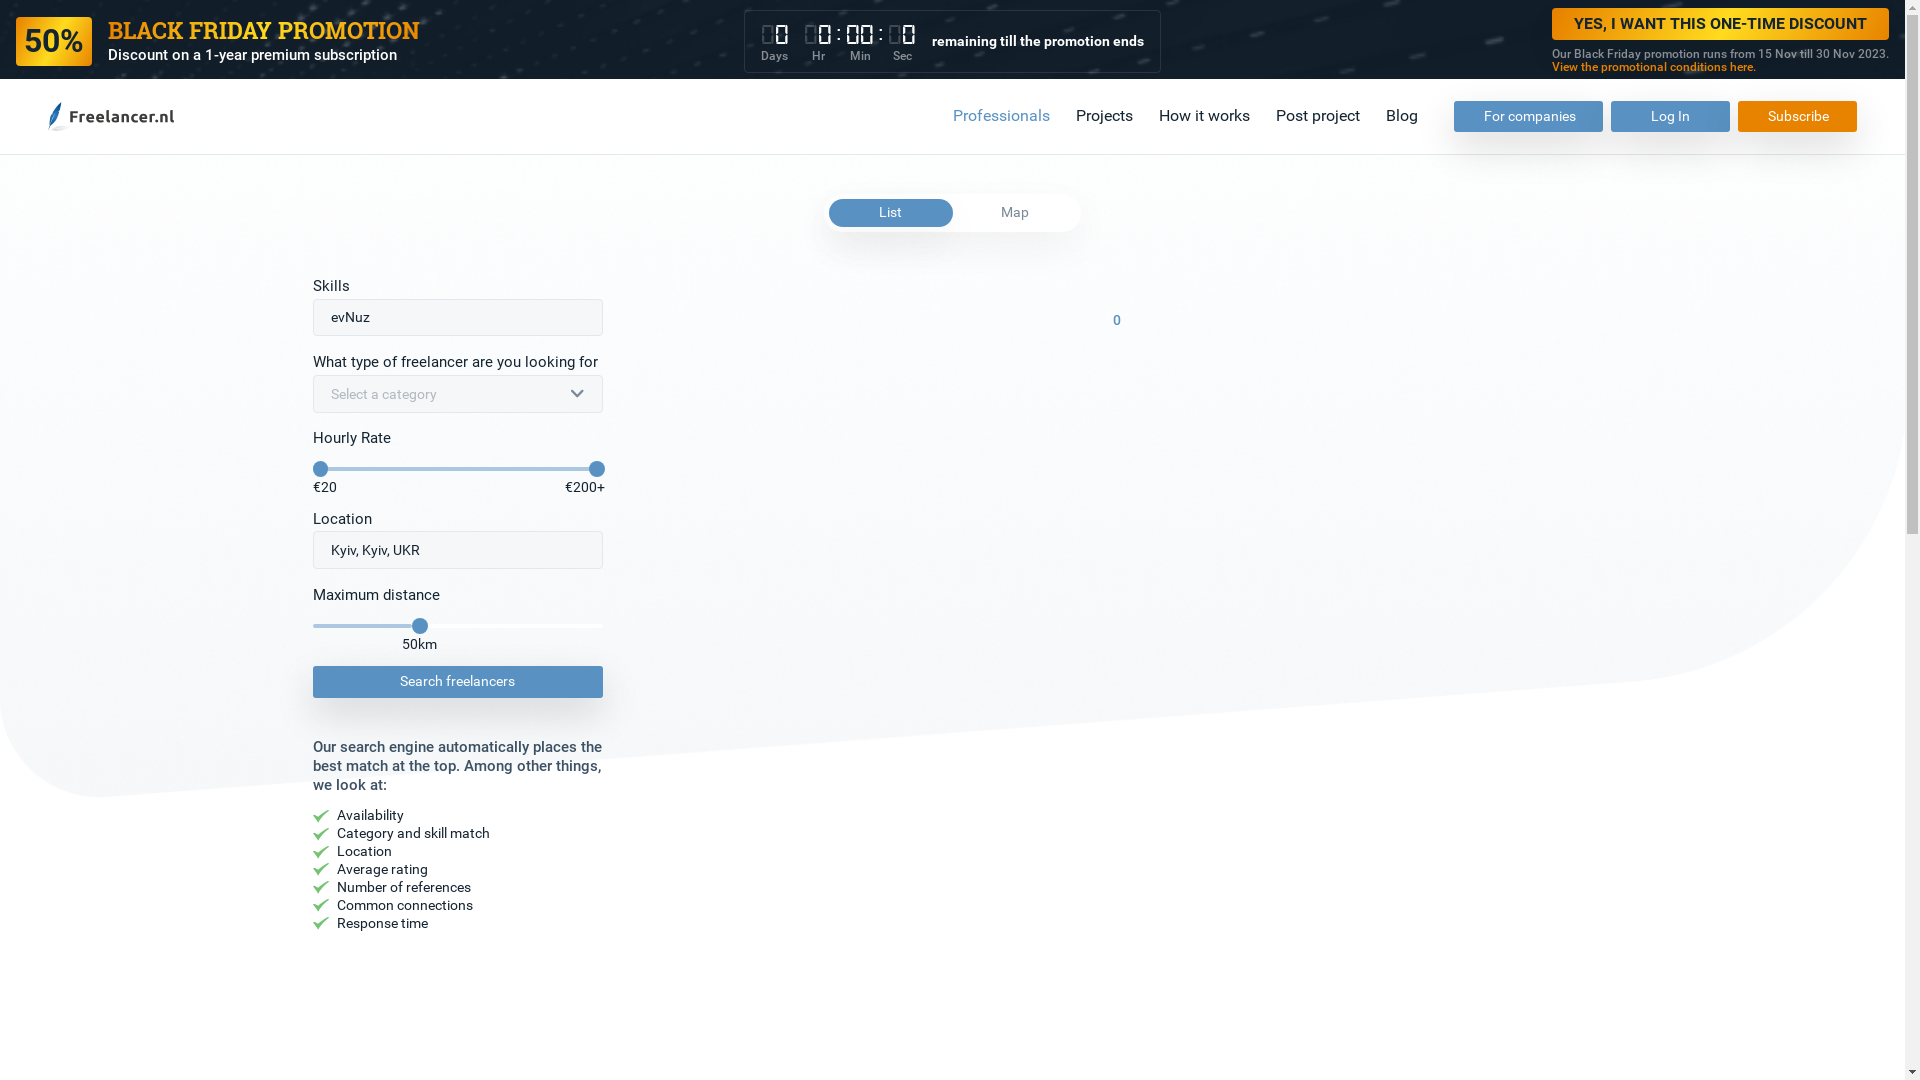 50%
BLACK FRIDAY PROMOTION
Discount on a 1-year premium subscription
0 0 : 00 : 0
Days Hr Min Sec
remaining till the promotion ends
YES, I WANT THIS ONE-TIME DISCOUNT
Our Black Friday promotion runs from 15 Nov till 30 Nov 2023.
View the promotional conditions here.
Freelancer.nl
Professionals Projects How it works Post project Blog For companies Log In Subscribe
List Map
Skills
evNuz
0
What type of freelancer are you looking for
Select a category
Hourly Rate
€20 €200+
Location
Kyiv, Kyiv, UKR
Maximum distance
50km
Search freelancers
Our search engine automatically places the
best match at the top. Among other things,
we look at:
Availability
Category and skill match
Location
Average rating
Number of references
Common connections
Response time